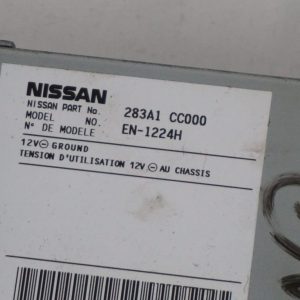 NISSAN
NISSAN PART No. 283A1 CC000
MODEL NO. EN-1224H
N° DE MODELE
12V⊖ GROUND
TENSION D'UTILISATION 12V ⊖ AU CHASSIS